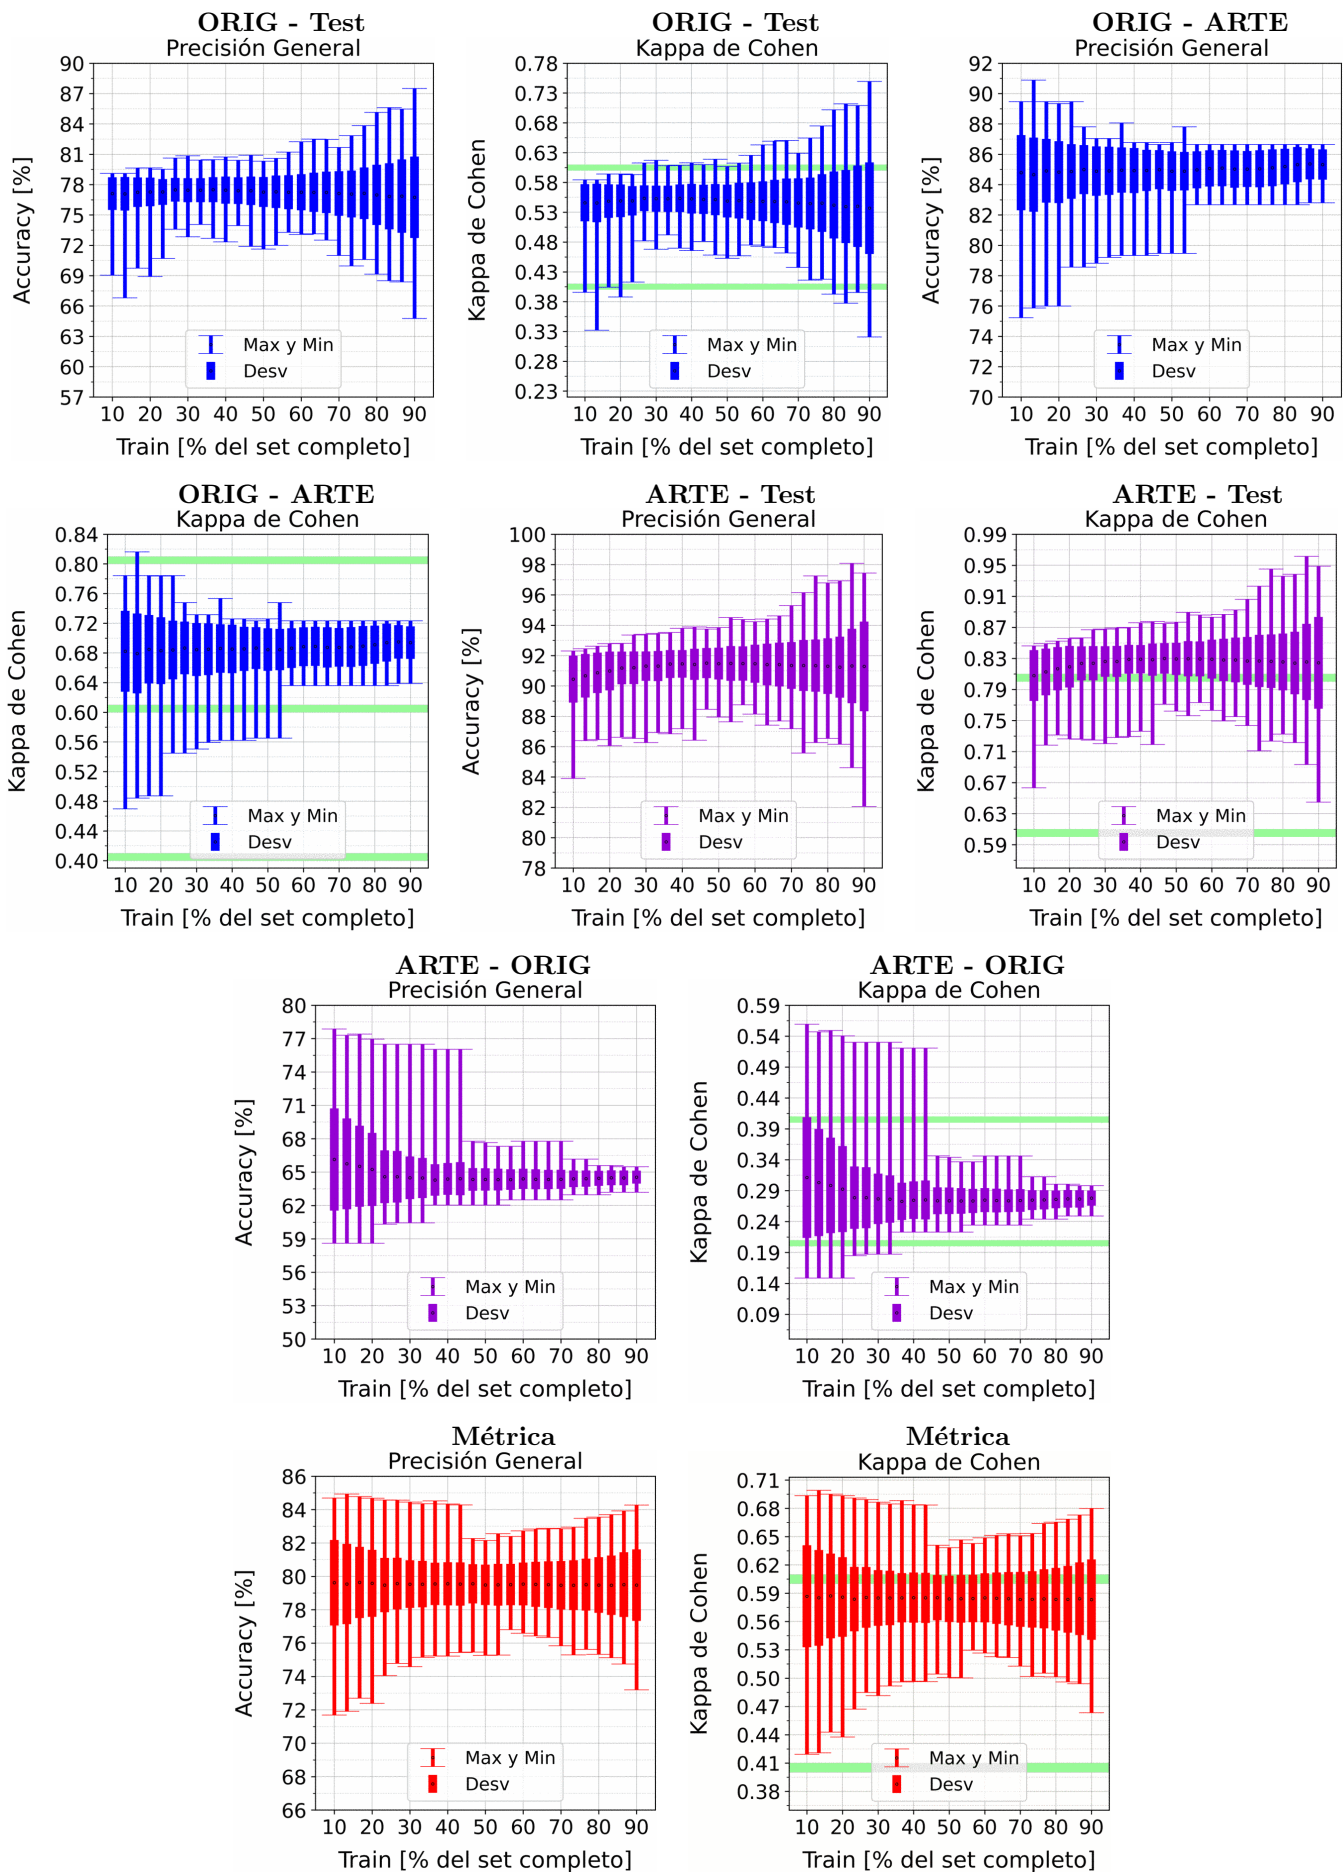 ORIG - Test
Precisión General
90
87
84
81
78
75
72
69
66
63
60
57
Accuracy [%]
Max y Min
Desv
10 20 30 40 50 60 70 80 90
Train [% del set completo]
ORIG - Test
Kappa de Cohen
0.78
0.73
0.68
0.63
0.58
0.53
0.48
0.43
0.38
0.33
0.28
0.23
Kappa de Cohen
Max y Min
Desv
10 20 30 40 50 60 70 80 90
Train [% del set completo]
ORIG - ARTE
Precisión General
92
90
88
86
84
82
80
78
76
74
72
70
Accuracy [%]
Max y Min
Desv
10 20 30 40 50 60 70 80 90
Train [% del set completo]
ORIG - ARTE
Kappa de Cohen
0.84
0.80
0.76
0.72
0.68
0.64
0.60
0.56
0.52
0.48
0.44
0.40
Kappa de Cohen
Max y Min
Desv
10 20 30 40 50 60 70 80 90
Train [% del set completo]
ARTE - Test
Precisión General
100
98
96
94
92
90
88
86
84
82
80
78
Accuracy [%]
Max y Min
Desv
10 20 30 40 50 60 70 80 90
Train [% del set completo]
ARTE - Test
Kappa de Cohen
0.99
0.95
0.91
0.87
0.83
0.79
0.75
0.71
0.67
0.63
0.59
Kappa de Cohen
Max y Min
Desv
10 20 30 40 50 60 70 80 90
Train [% del set completo]
ARTE - ORIG
Precisión General
80
77
74
71
68
65
62
59
56
53
50
Accuracy [%]
Max y Min
Desv
10 20 30 40 50 60 70 80 90
Train [% del set completo]
ARTE - ORIG
Kappa de Cohen
0.59
0.54
0.49
0.44
0.39
0.34
0.29
0.24
0.19
0.14
0.09
Kappa de Cohen
Max y Min
Desv
10 20 30 40 50 60 70 80 90
Train [% del set completo]
Métrica
Precisión General
86
84
82
80
78
76
74
72
70
68
66
Accuracy [%]
Max y Min
Desv
10 20 30 40 50 60 70 80 90
Train [% del set completo]
Métrica
Kappa de Cohen
0.71
0.68
0.65
0.62
0.59
0.56
0.53
0.50
0.47
0.44
0.41
0.38
Kappa de Cohen
Max y Min
Desv
10 20 30 40 50 60 70 80 90
Train [% del set completo]